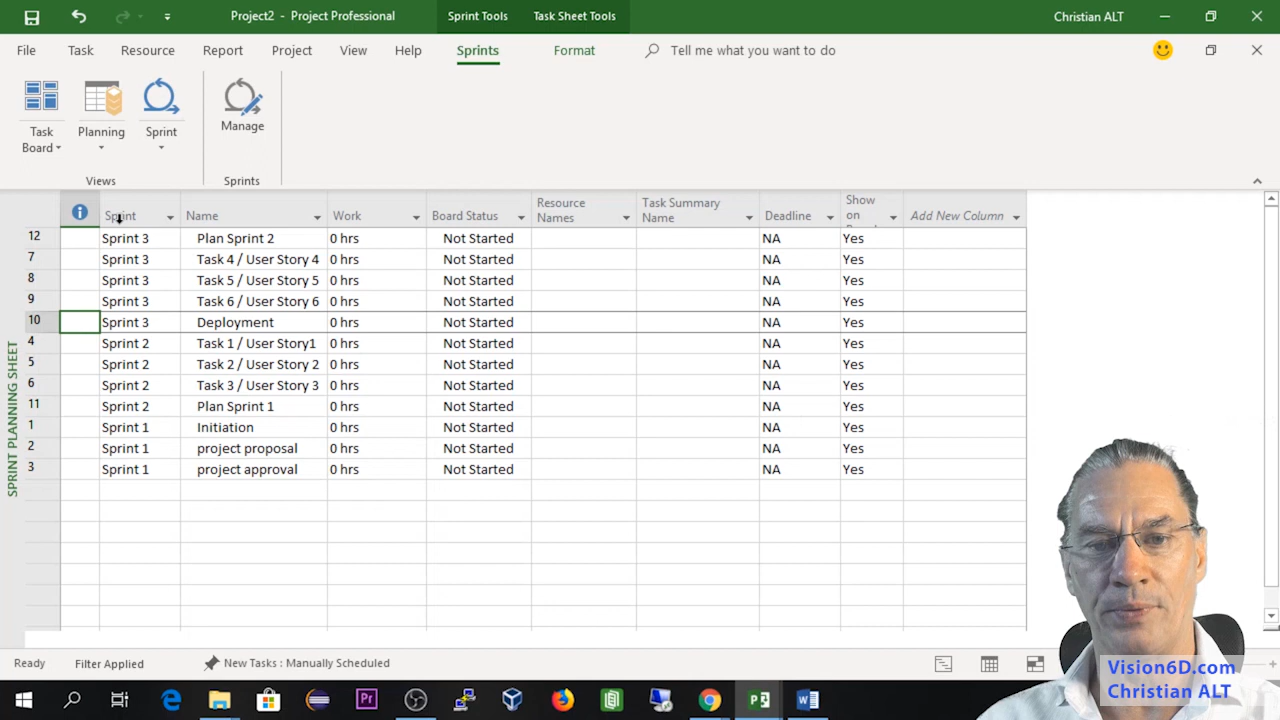 Project2 - Project Professional
Sprint Tools
Task Sheet Tools
Christian ALT
File Task Resource Report Project View Help Sprints Format Tell me what you want to do
Task Board
Planning
Sprint
Manage
Views
Sprints
Sprint Name Work Board Status Resource Names Task Summary Name Deadline Show on Add New Column
12 Sprint 3 Plan Sprint 2 0 hrs Not Started NA Yes
7 Sprint 3 Task 4 / User Story 4 0 hrs Not Started NA Yes
8 Sprint 3 Task 5 / User Story 5 0 hrs Not Started NA Yes
9 Sprint 3 Task 6 / User Story 6 0 hrs Not Started NA Yes
10 Sprint 3 Deployment 0 hrs Not Started NA Yes
4 Sprint 2 Task 1 / User Story1 0 hrs Not Started NA Yes
5 Sprint 2 Task 2 / User Story 2 0 hrs Not Started NA Yes
6 Sprint 2 Task 3 / User Story 3 0 hrs Not Started NA Yes
11 Sprint 2 Plan Sprint 1 0 hrs Not Started NA Yes
1 Sprint 1 Initiation 0 hrs Not Started NA Yes
2 Sprint 1 project proposal 0 hrs Not Started NA Yes
3 Sprint 1 project approval 0 hrs Not Started NA Yes
SPRINT PLANNING SHEET
Ready Filter Applied New Tasks : Manually Scheduled
Vision6D.com
Christian ALT